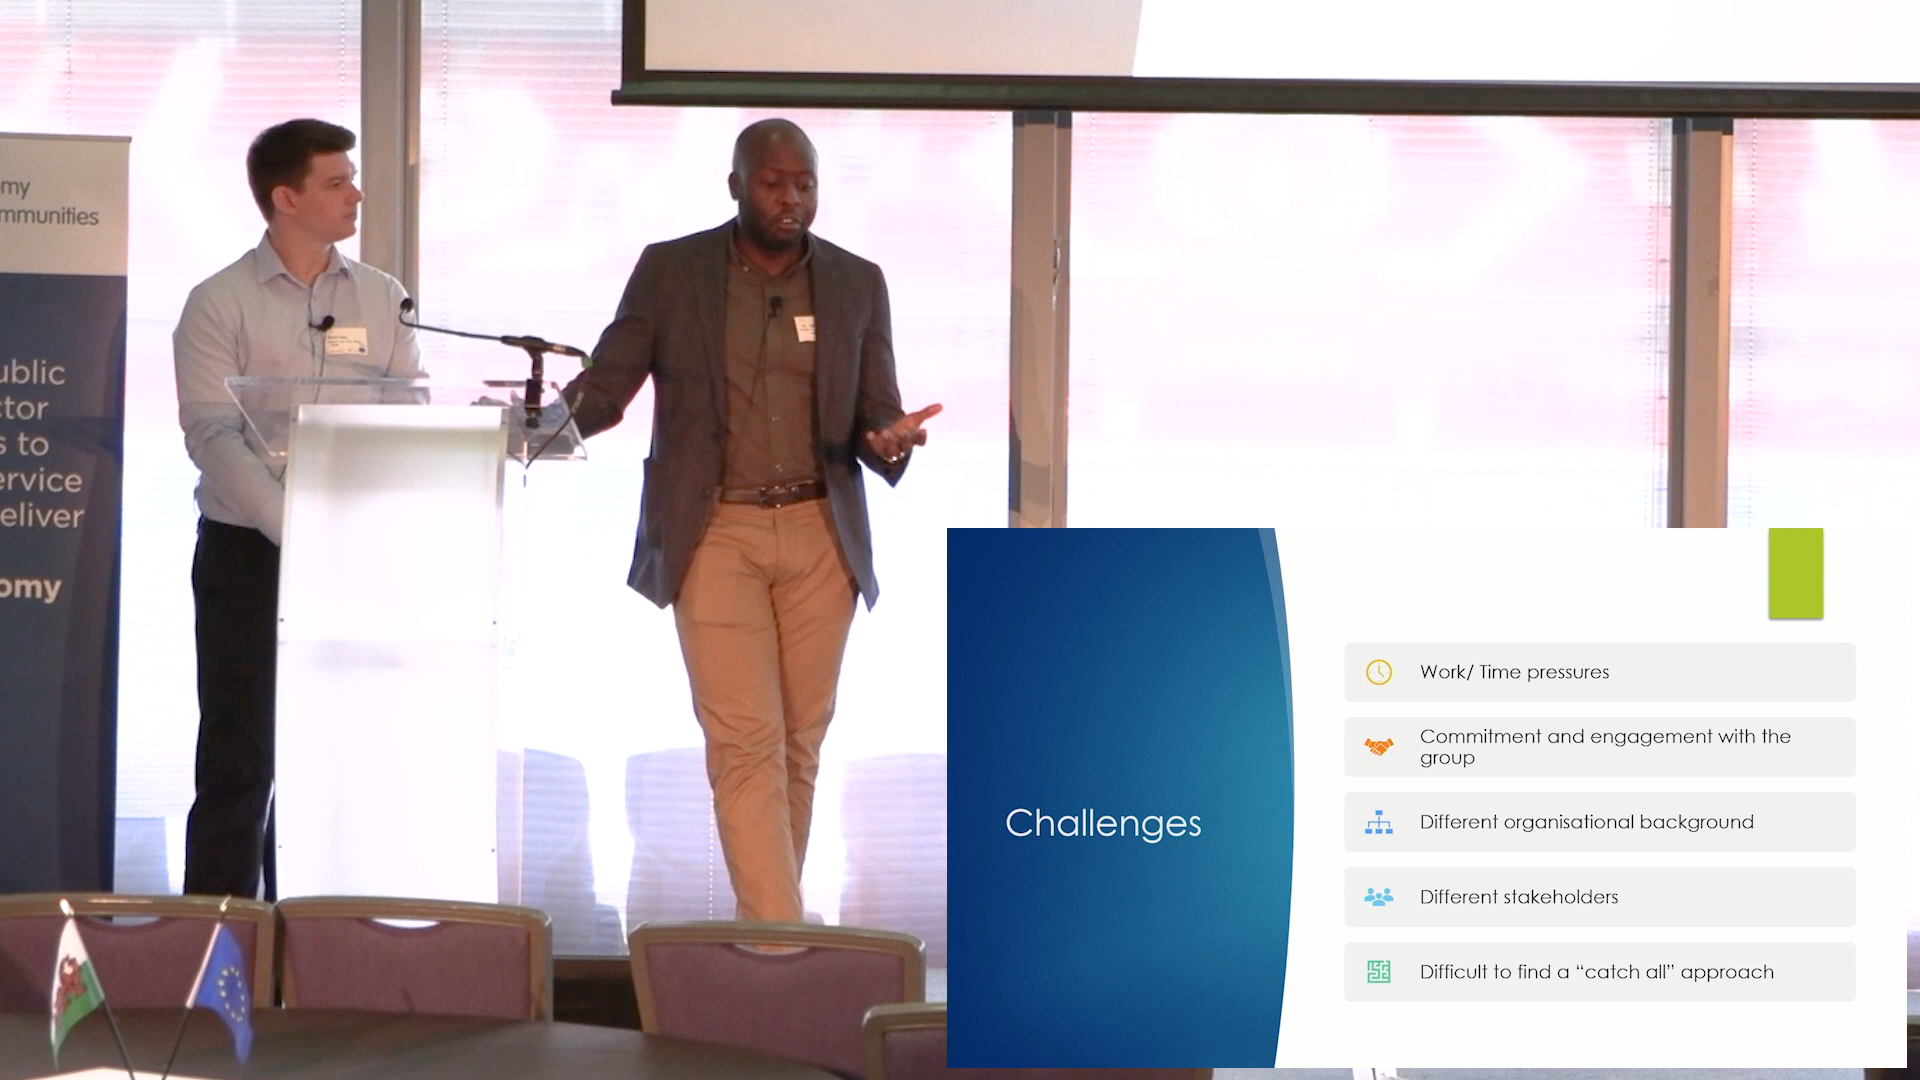 my
mmunities
ublic
ctor
s to
ervice
eliver
omy
Challenges
Work/ Time pressures
Commitment and engagement with the
group
Different organisational background
Different stakeholders
Difficult to find a “catch all” approach